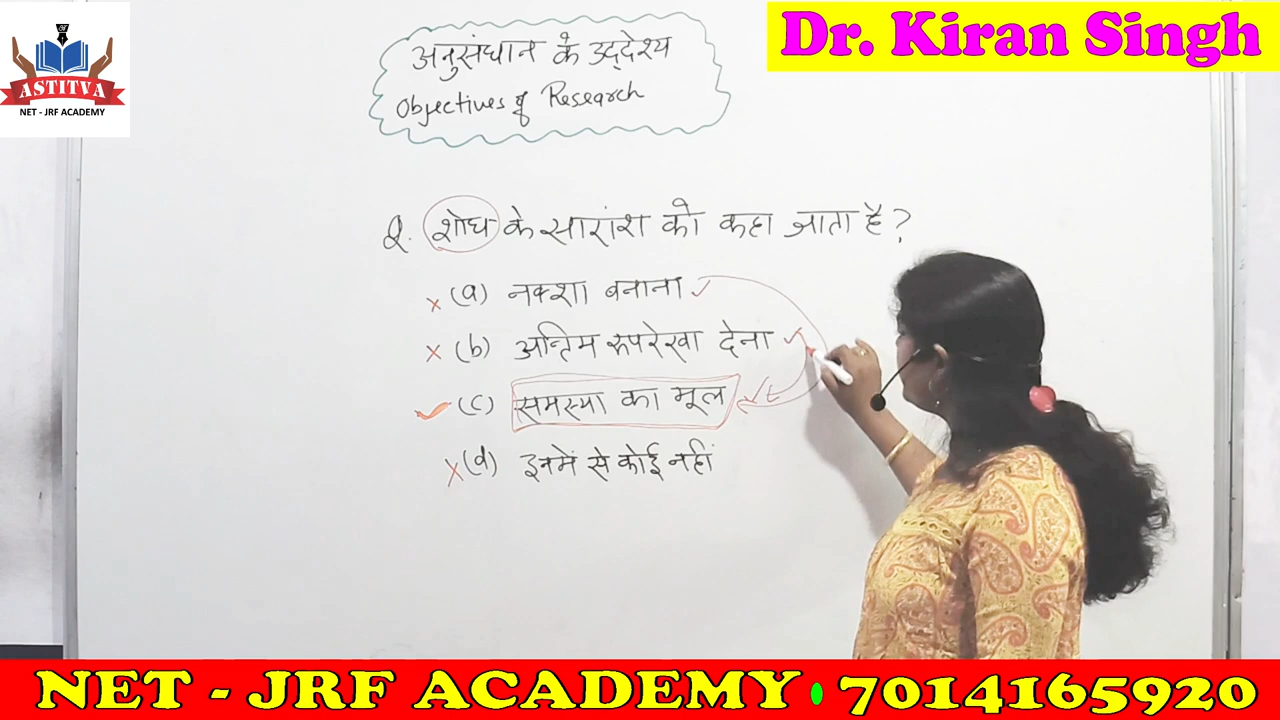 Dr. Kiran Singh
ASTITVA
NET - JRF ACADEMY
अनुसंधान के उद्देश्य
Objectives of Research
Q. शोध के सारांश को कहा जाता है?
(a) नक्शा बनाना
(b) अन्तिम रुपरेखा देना
(c) समस्या का मूल
(d) इनमें से कोई नहीं
NET - JRF ACADEMY 7014165920